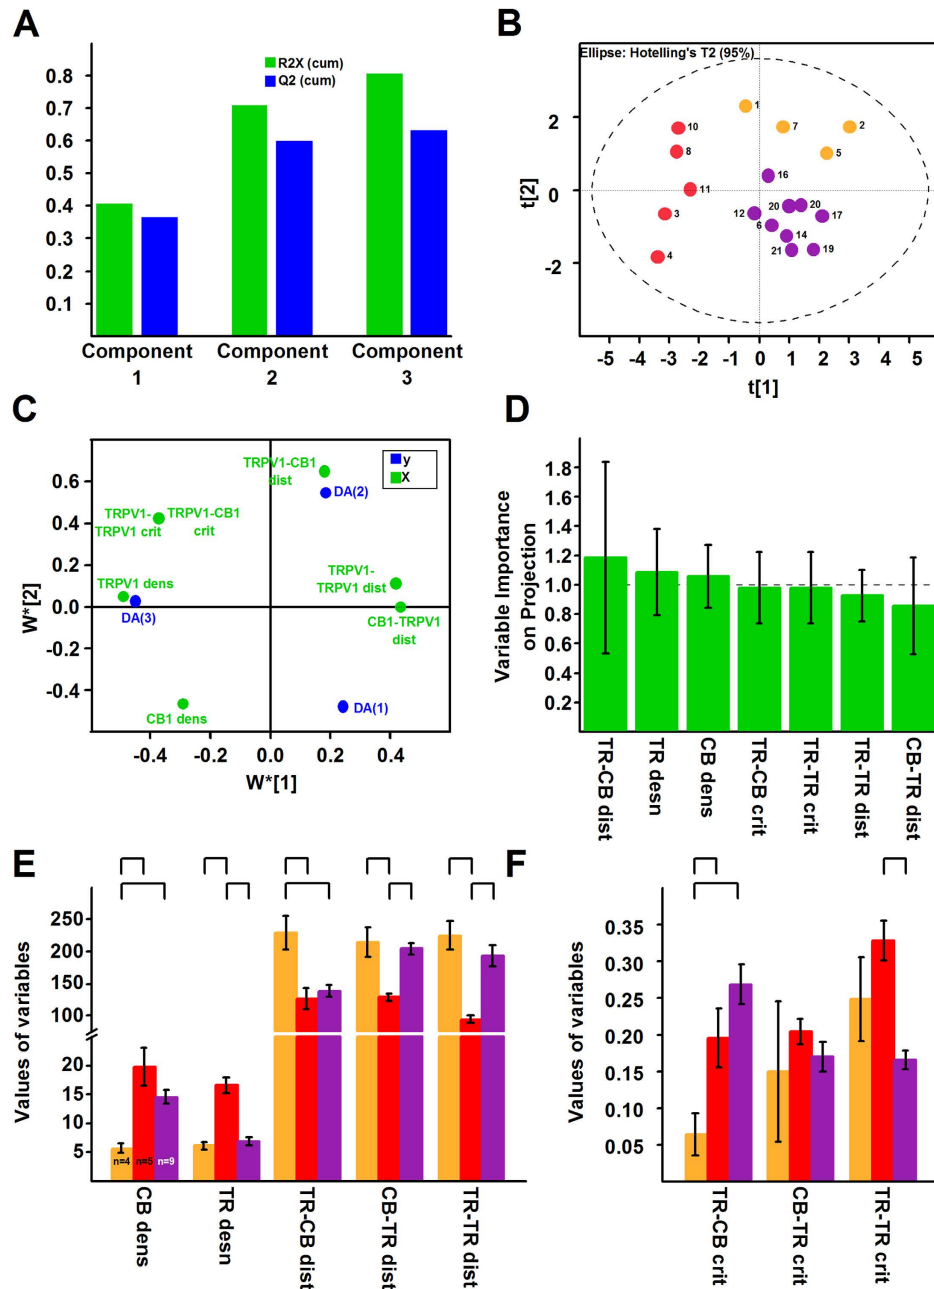 A
R2X (cum)
Q2 (cum)
0.8
0.7
0.6
0.5
0.4
0.3
0.2
0.1
Component
1
Component
2
Component
3
B
Ellipse: Hotelling's T2 (95%)
t[2]
2
0
-2
1
7
2
5
10
8
11
3
4
16
12
20
20
17
6
14
21
19
-5 -4 -3 -2 -1 0 1 2 3 4 5
t[1]
C
W*[2]
0.6
0.4
0.2
0.0
-0.2
-0.4
TRPV1-CB1
dist
y
X
DA(2)
TRPV1-
TRPV1 crit
TRPV1-CB1
crit
TRPV1-
TRPV1 dist
TRPV1 dens
DA(3)
CB1-TRPV1
dist
CB1 dens
DA(1)
-0.4 -0.2 0.0 0.2 0.4
W*[1]
D
Variable Importance
on Projection
2.0
1.8
1.6
1.4
1.2
1.0
0.8
0.6
0.4
0.2
TR-CB dist
TR desn
CB dens
TR-CB crit
TR-TR crit
TR-TR dist
CB-TR dist
E
Values of variables
250
200
150
100
20
15
10
5
n=4 n=5 n=9
CB dens
TR desn
TR-CB dist
CB-TR dist
TR-TR dist
F
Values of variables
0.35
0.30
0.25
0.20
0.15
0.10
0.05
TR-CB crit
CB-TR crit
TR-TR crit